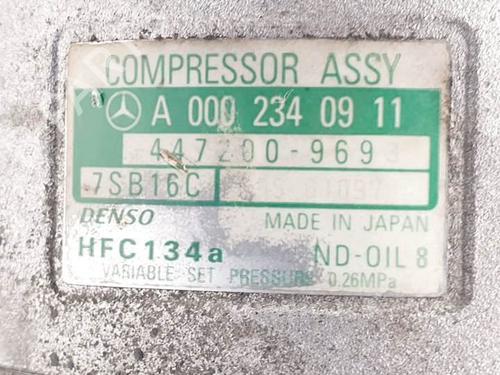 COMPRESSOR ASSY
A 000 234 09 11
447200-969
7SB16C
DENSO MADE IN JAPAN
HFC134a ND-OIL 8
VARIABLE SET PRESSURE 0.26MPa